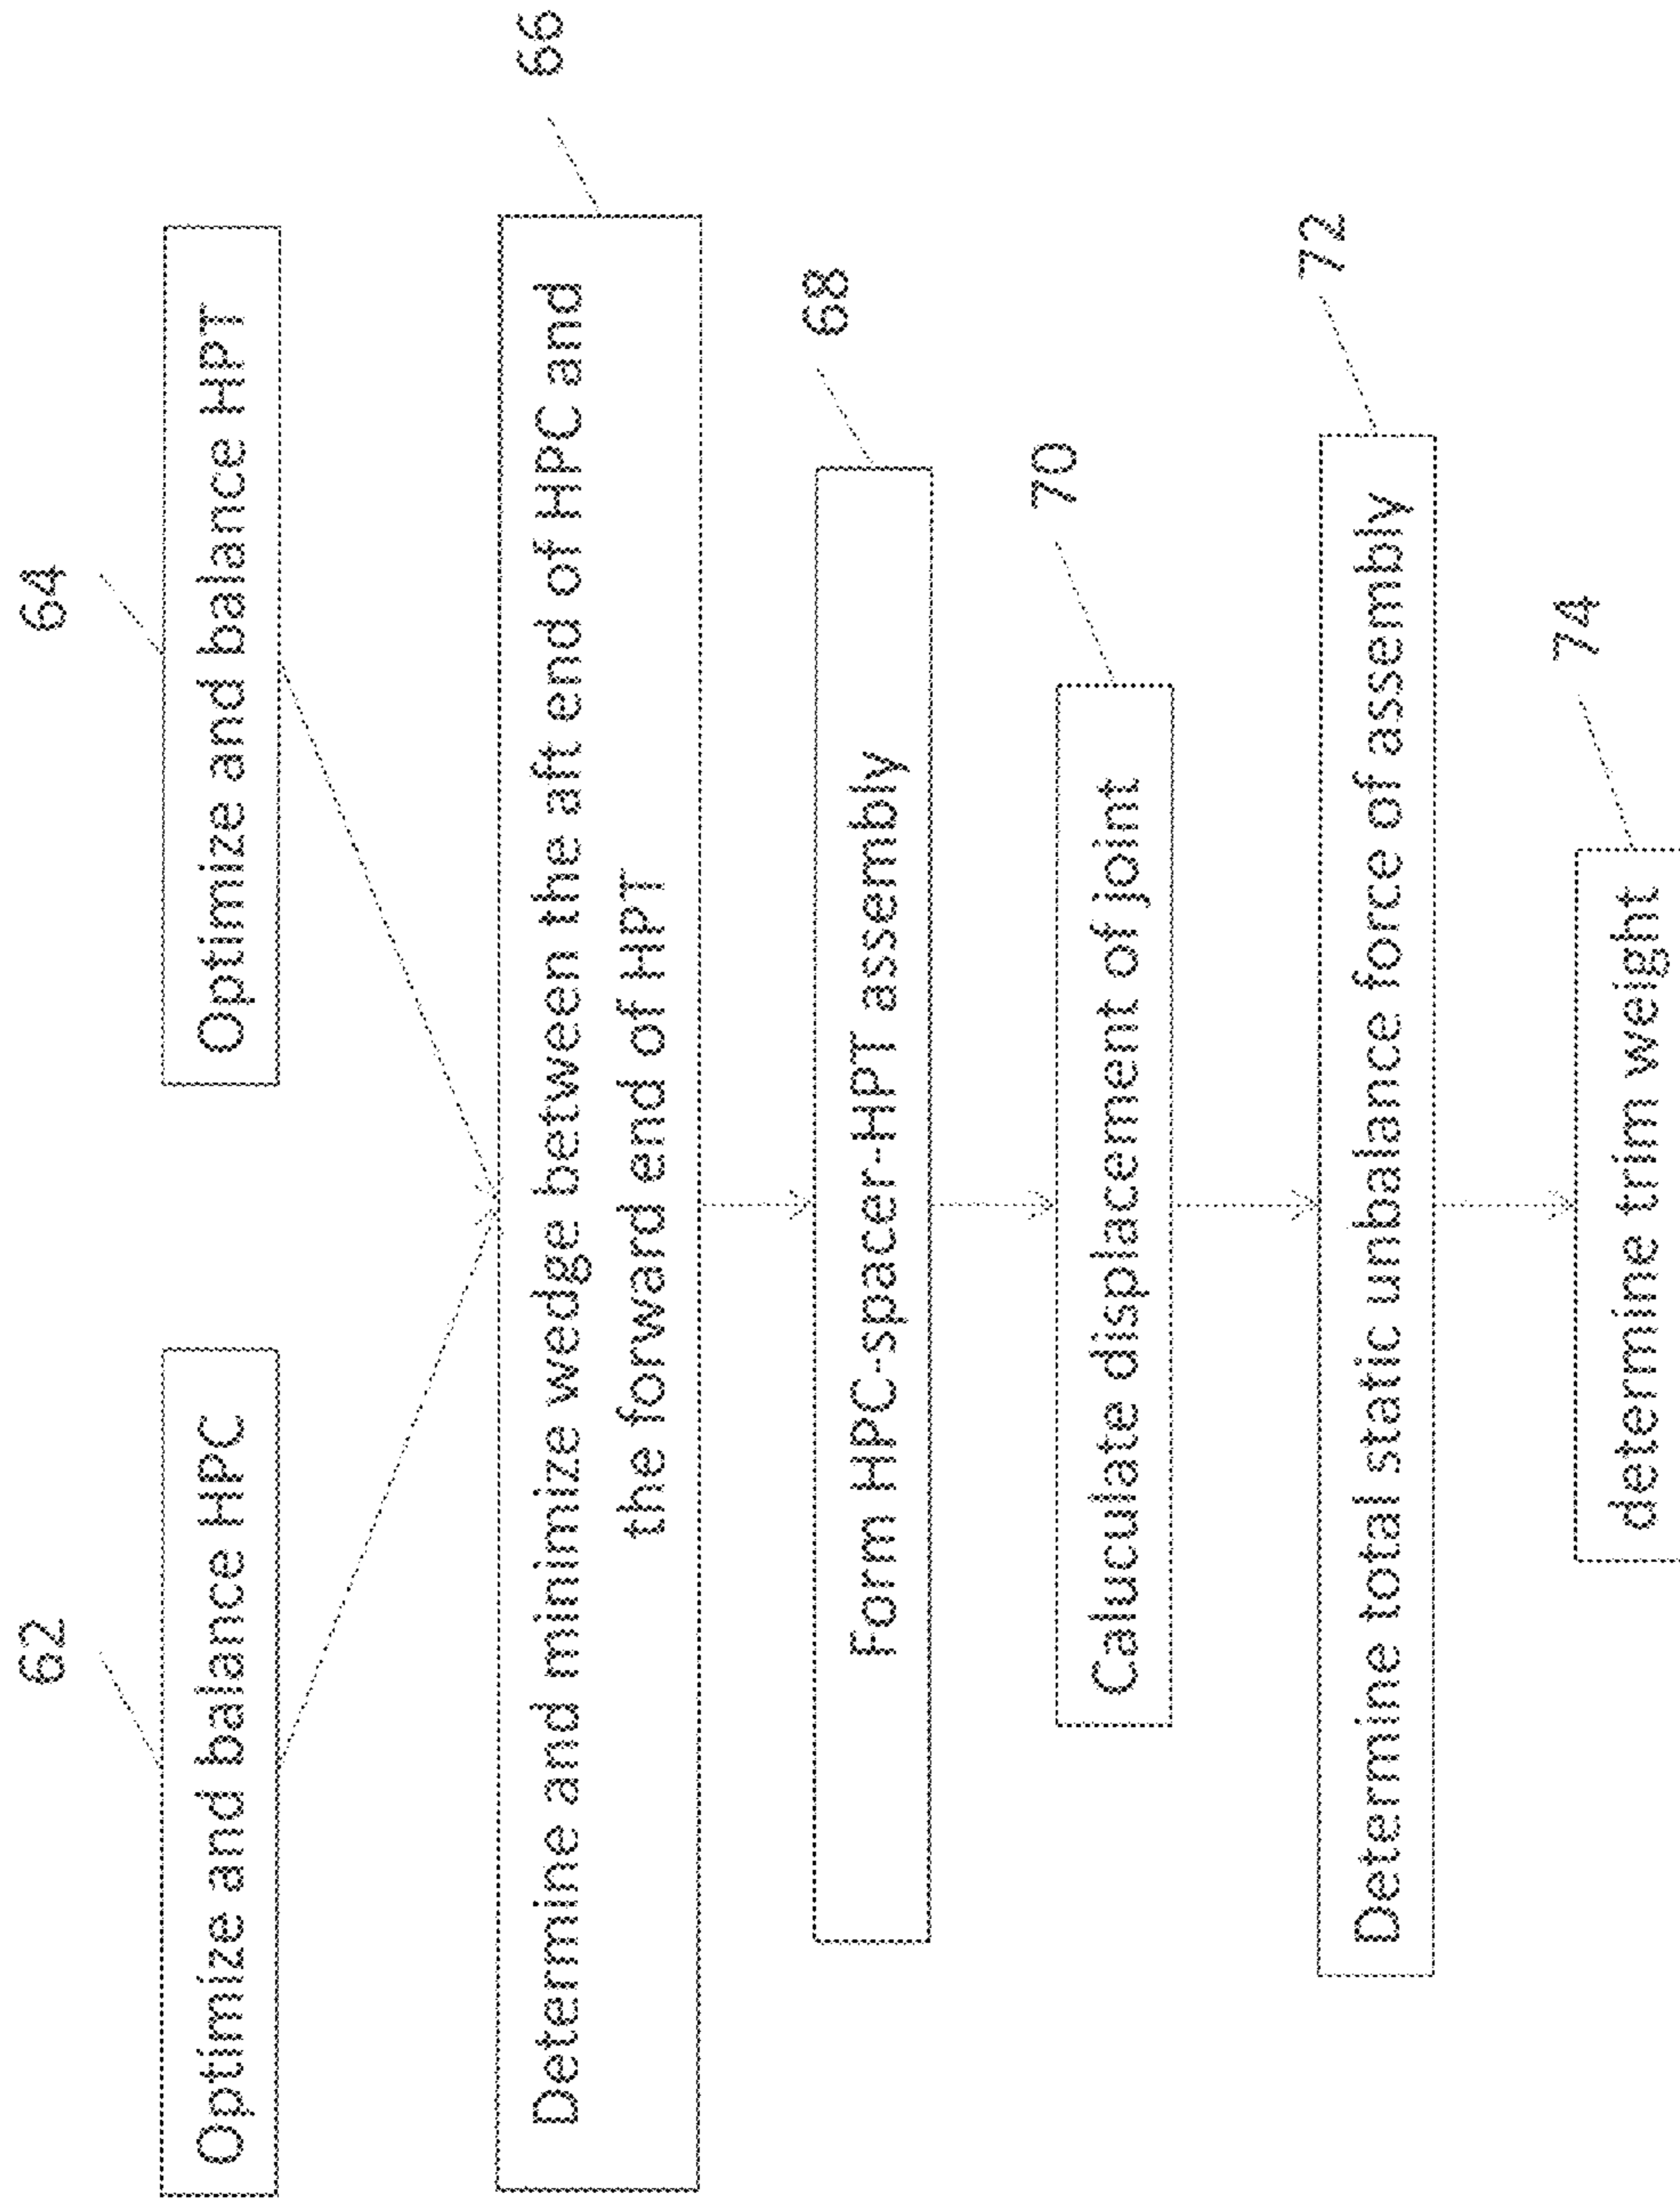 62
64
Optimize and balance HPC
Optimize and balance HPT
66
Determine and minimize wedge between the aft end of HPC and
the forward end of HPT
68
Form HPC-spacer-HPT assembly
70
Caluculate displacement of joint
72
Determine total static unbalance force of assembly
74
determine trim weight